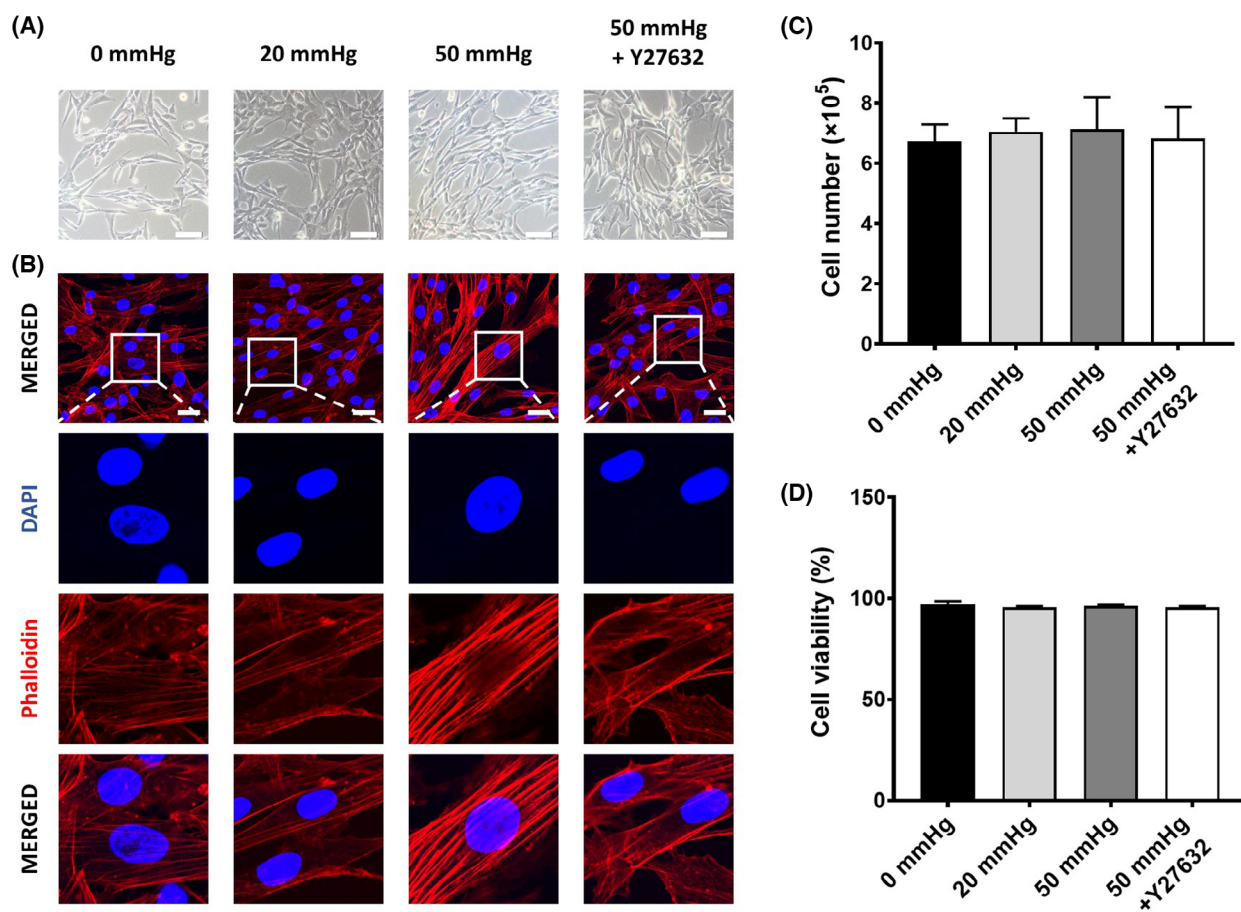 (A)
0 mmHg
20 mmHg
50 mmHg
50 mmHg
+ Y27632
(B)
MERGED
DAPI
Phalloidin
MERGED
(C)
Cell number (×10⁵)
10
8
6
4
2
0
0 mmHg
20 mmHg
50 mmHg
50 mmHg
+Y27632
(D)
Cell viability (%)
150
100
50
0
0 mmHg
20 mmHg
50 mmHg
50 mmHg
+Y27632